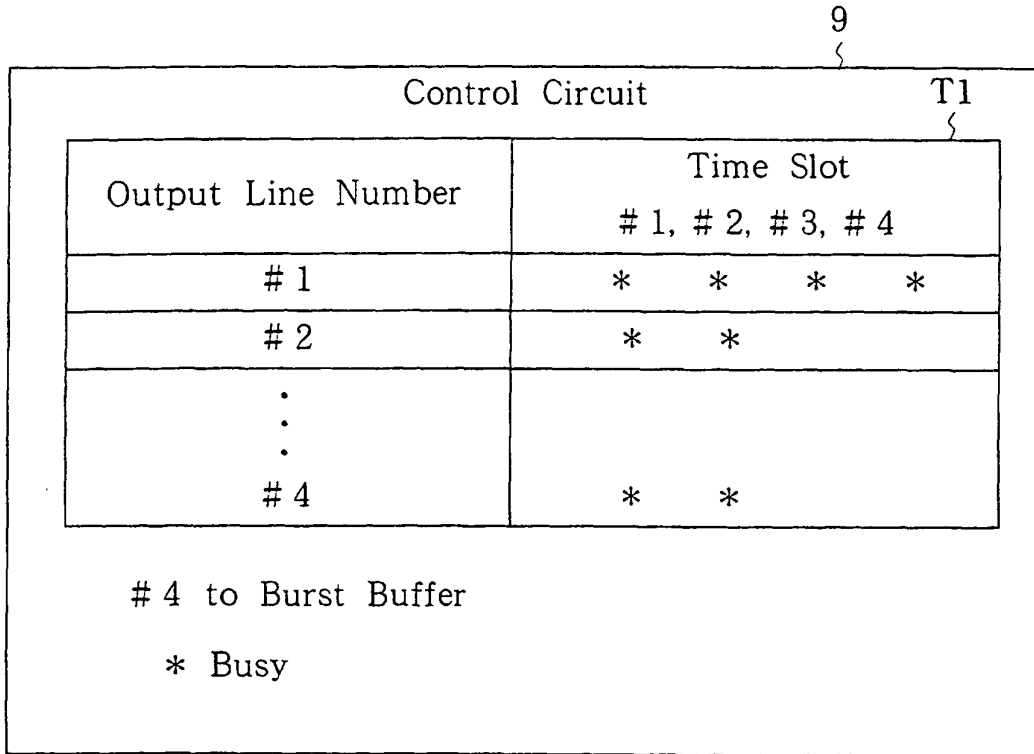 9
Control Circuit T1
Output Line Number Time Slot
# 1, # 2, # 3, # 4
# 1 * * * *
# 2 * *
.
.
.
# 4 * *
# 4 to Burst Buffer
* Busy